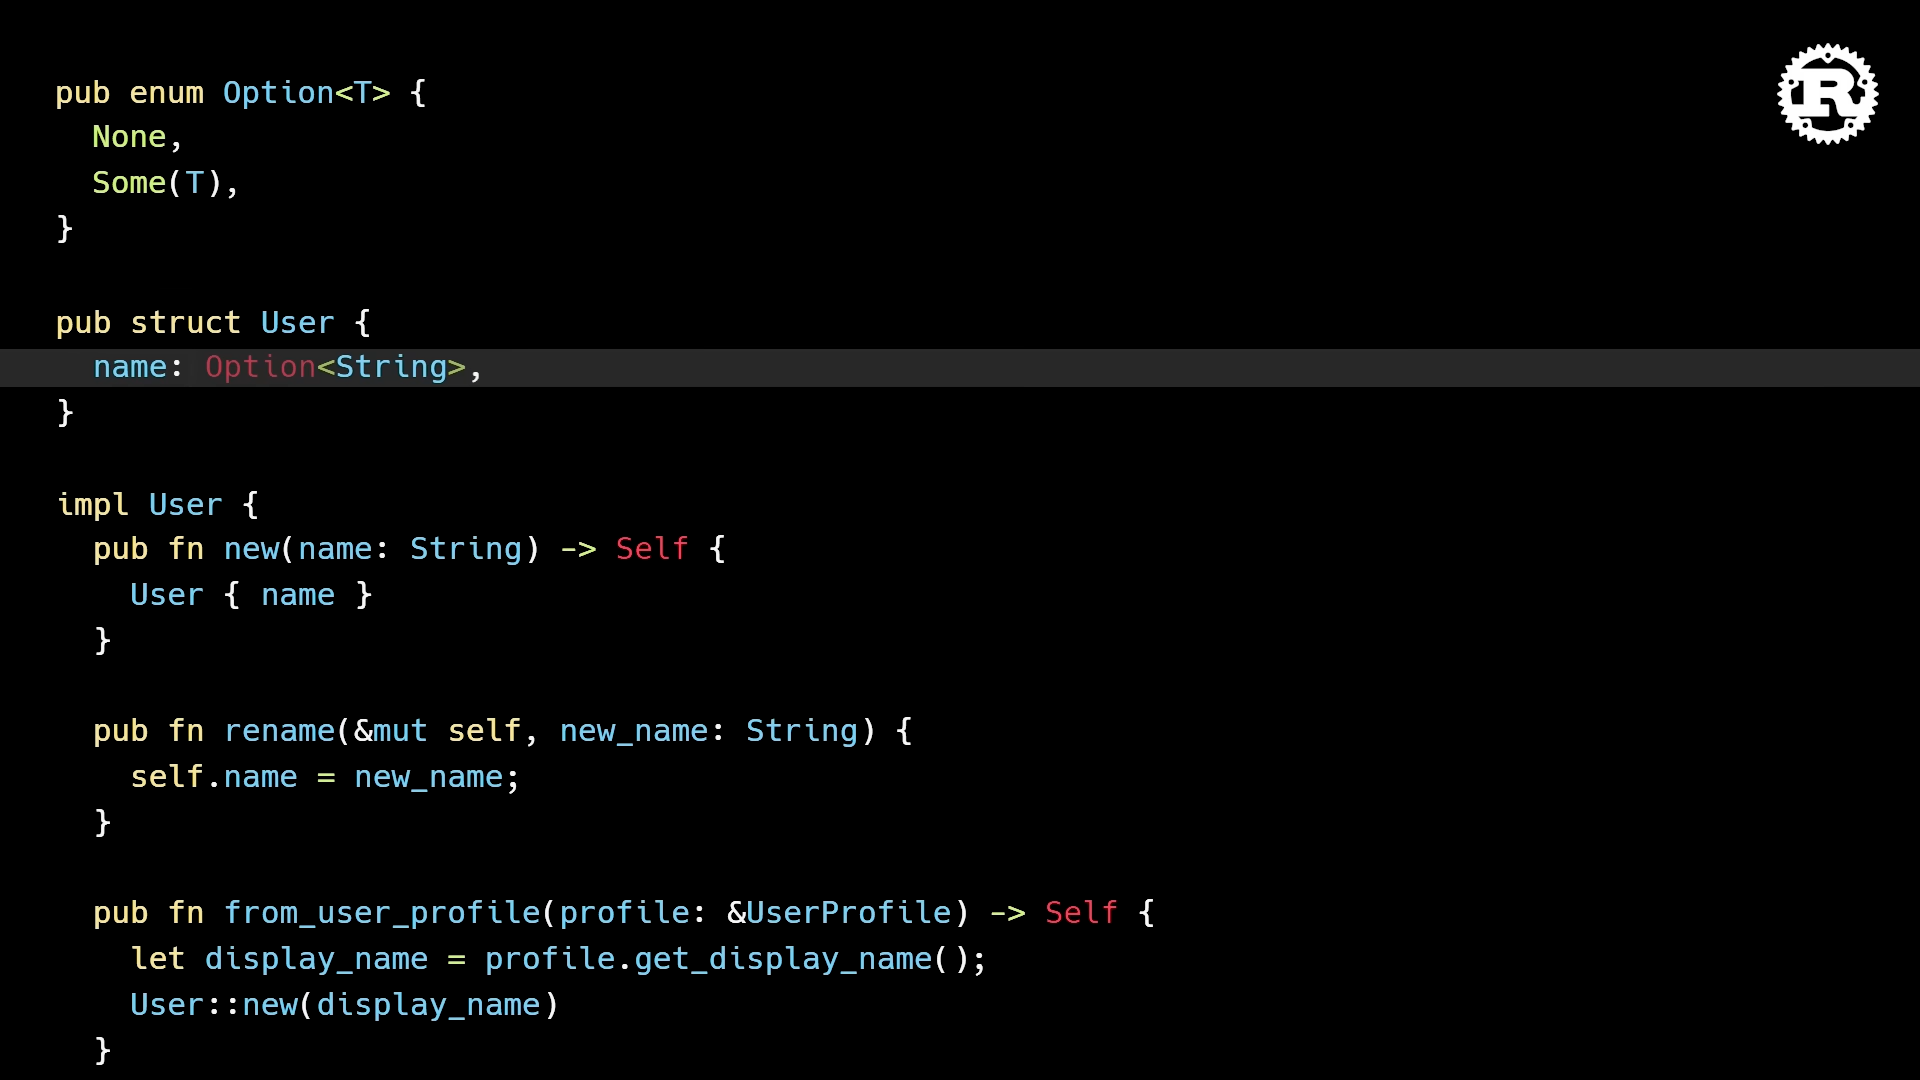 pub enum Option<T> {
  None,
  Some(T),
}
pub struct User {
  name: Option<String>,
}
impl User {
  pub fn new(name: String) -> Self {
    User { name }
  }
  pub fn rename(&mut self, new_name: String) {
    self.name = new_name;
  }
  pub fn from_user_profile(profile: &UserProfile) -> Self {
    let display_name = profile.get_display_name();
    User::new(display_name)
  }
R